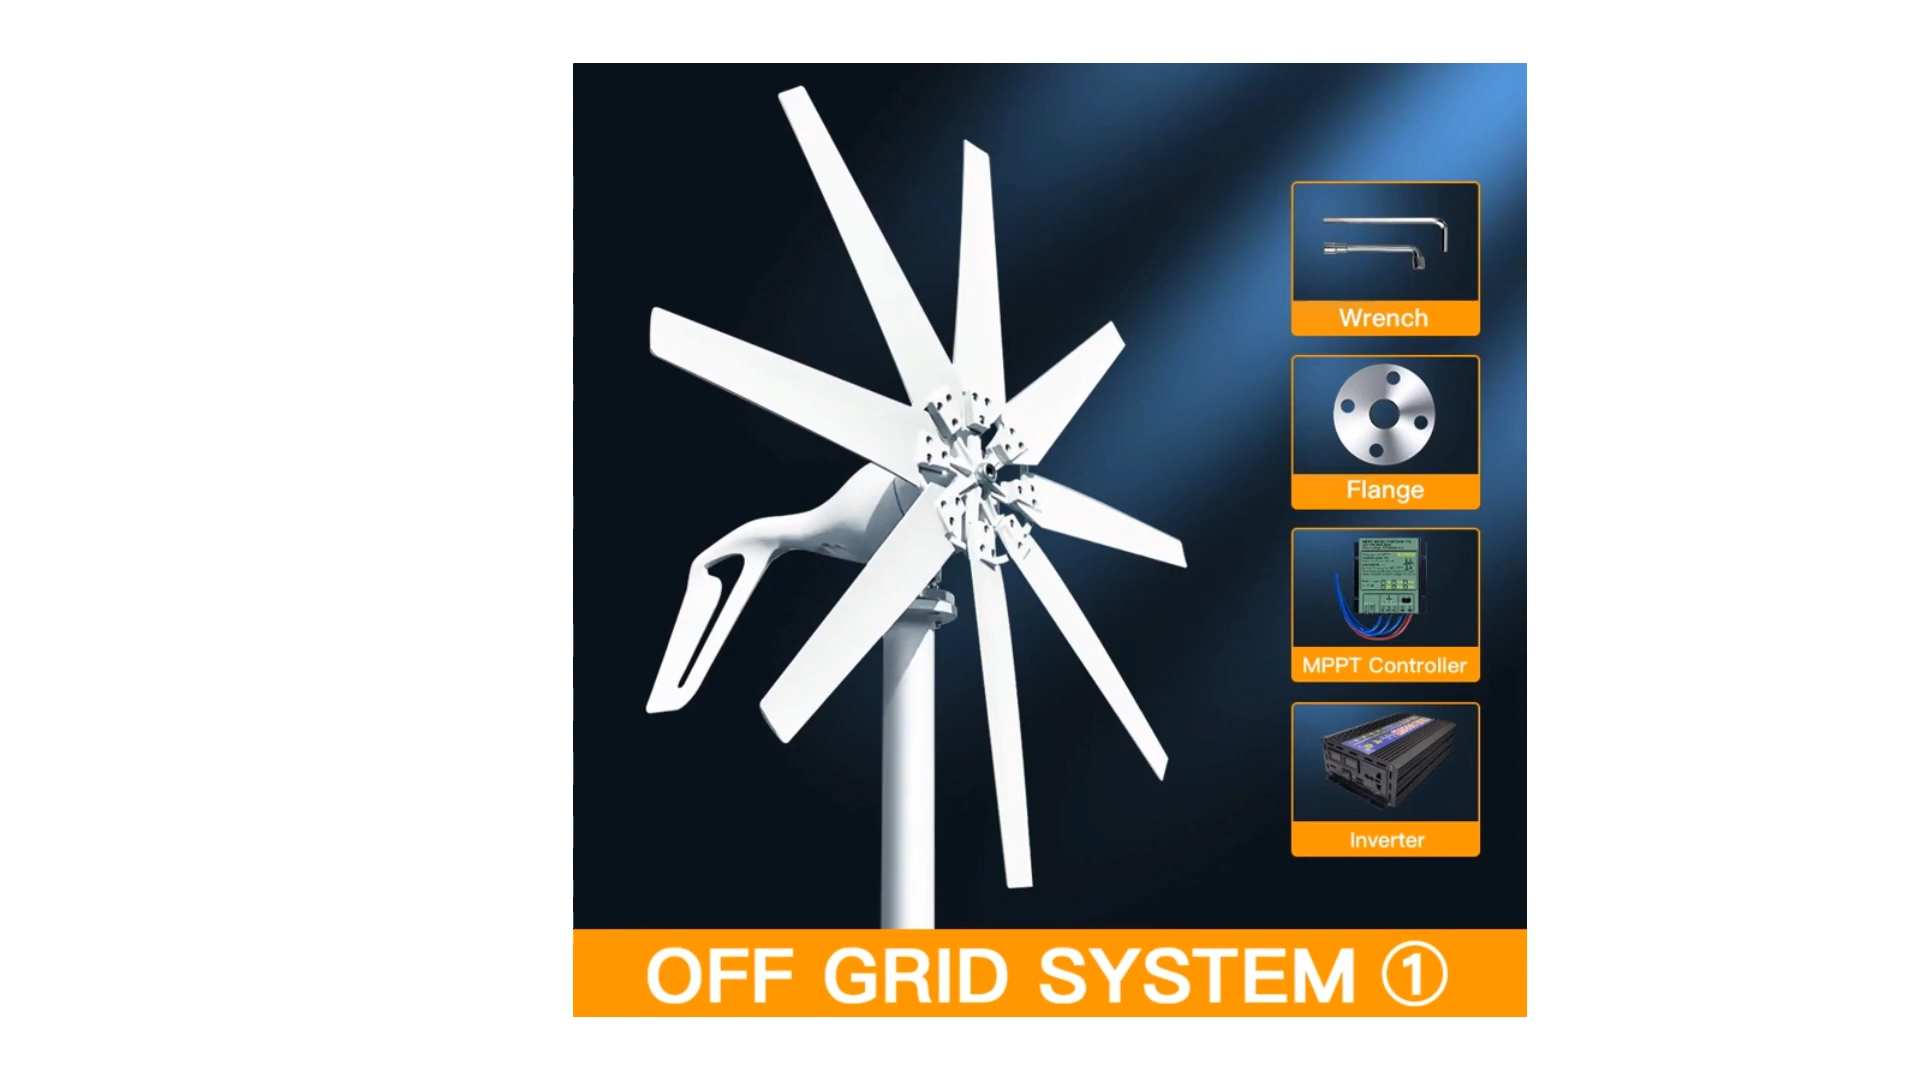 Wrench
Flange
MPPT Controller
Inverter
OFF GRID SYSTEM ①